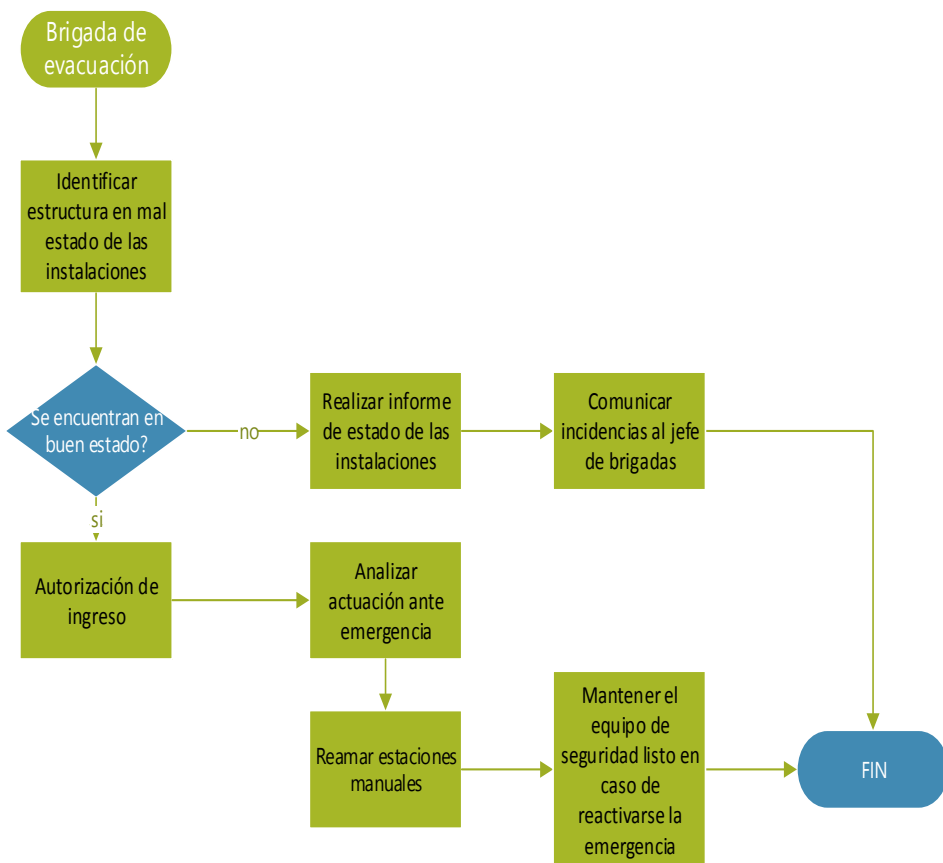 Brigada de
evacuación
Identificar
estructura en mal
estado de las
instalaciones
Se encuentran en
buen estado?
no
Realizar informe
de estado de las
instalaciones
Comunicar
incidencias al jefe
de brigadas
si
Autorización de
ingreso
Analizar
actuación ante
emergencia
Reamar estaciones
manuales
Mantener el
equipo de
seguridad listo en
caso de
reactivarse la
emergencia
FIN